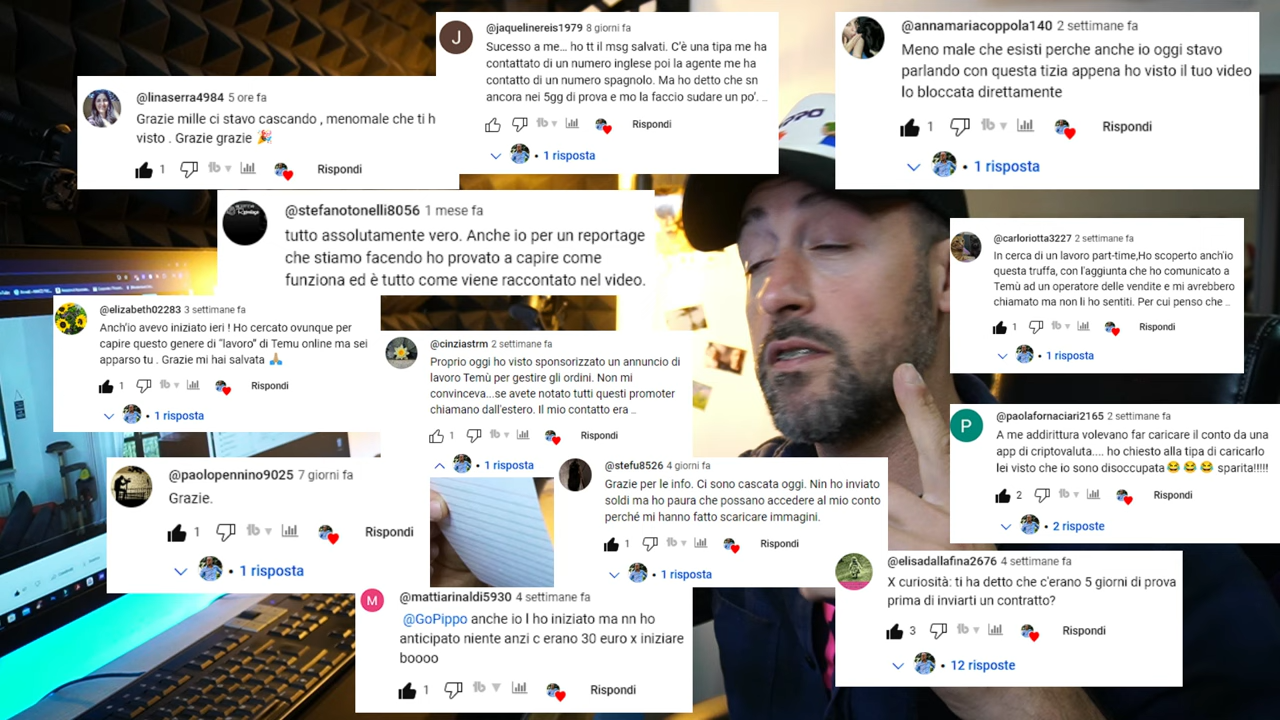 @jaquelinereis1979 8 giorni fa
Sucesso a me... ho tt il msg salvati. C'è una tipa me ha
contattato di un numero inglese poi la agente me ha
contatto di un numero spagnolo. Ma ho detto che sn
ancora nei 5gg di prova e mo la faccio sudare un po'. ..
Rispondi
1 risposta
@annamariacoppola140 2 settimane fa
Meno male che esisti perche anche io oggi stavo
parlando con questa tizia appena ho visto il tuo video
lo bloccata direttamente
1 Rispondi
1 risposta
@linaserra4984 5 ore fa
Grazie mille ci stavo cascando , menomale che ti h
visto . Grazie grazie 🎉
1 Rispondi
@stefanotonelli8056 1 mese fa
tutto assolutamente vero. Anche io per un reportage
che stiamo facendo ho provato a capire come
funziona ed è tutto come viene raccontato nel video.
@carloriotta3227 2 settimane fa
In cerca di un lavoro part-time,Ho scoperto anch'io
questa truffa, con l'aggiunta che ho comunicato a
Temù ad un operatore delle vendite e mi avrebbero
chiamato ma non li ho sentiti. Per cui penso che ..
1 Rispondi
1 risposta
@elizabeth02283 3 settimane fa
Anch'io avevo iniziato ieri ! Ho cercato ovunque per
capire questo genere di "lavoro" di Temu online ma sei
apparso tu . Grazie mi hai salvata 🙏
1 Rispondi
1 risposta
@cinziastrm 2 settimane fa
Proprio oggi ho visto sponsorizzato un annuncio di
lavoro Temù per gestire gli ordini. Non mi
convinceva...se avete notato tutti questi promoter
chiamano dall'estero. Il mio contatto era ..
1 Rispondi
1 risposta
P
@paolafornaciari2165 2 settimane fa
A me addirittura volevano far caricare il conto da una
app di criptovaluta.... ho chiesto alla tipa di caricarlo
lei visto che io sono disoccupata😂 😂 😂 sparita!!!!!
2 Rispondi
2 risposte
@paolopennino9025 7 giorni fa
Grazie.
1 Rispondi
1 risposta
@stefu8526 4 giorni fa
Grazie per le info. Ci sono cascata oggi. Nin ho inviato
soldi ma ho paura che possano accedere al mio conto
perché mi hanno fatto scaricare immagini.
1 Rispondi
1 risposta
@elisadallafina2676 4 settimane fa
X curiosità: ti ha detto che c'erano 5 giorni di prova
prima di inviarti un contratto?
3 Rispondi
12 risposte
M
@mattiarinaldi5930 4 settimane fa
@GoPippo anche io l ho iniziato ma nn ho
anticipato niente anzi c erano 30 euro x iniziare
boooo
1 Rispondi
J